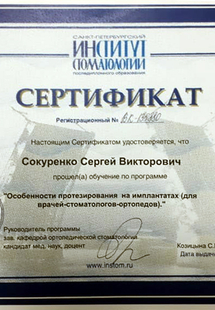 САНКТ-ПЕТЕРБУРГСКИЙ
ИНСТИТУТ
СТОМАТОЛОГИИ
последипломного образования
СЕРТИФИКАТ
Регистрационный №
Настоящим Сертификатом удостоверяется, что
Сокуренко Сергей Викторович
прошел(а) обучение по программе
"Особенности протезирования на имплантатах (для
врачей-стоматологов-ортопедов)."
Руководитель программы
зав. кафедрой ортопедической стоматологии
кандидат мед. наук, доцент
Козицына С.
Дата выдачи
www.instom.ru